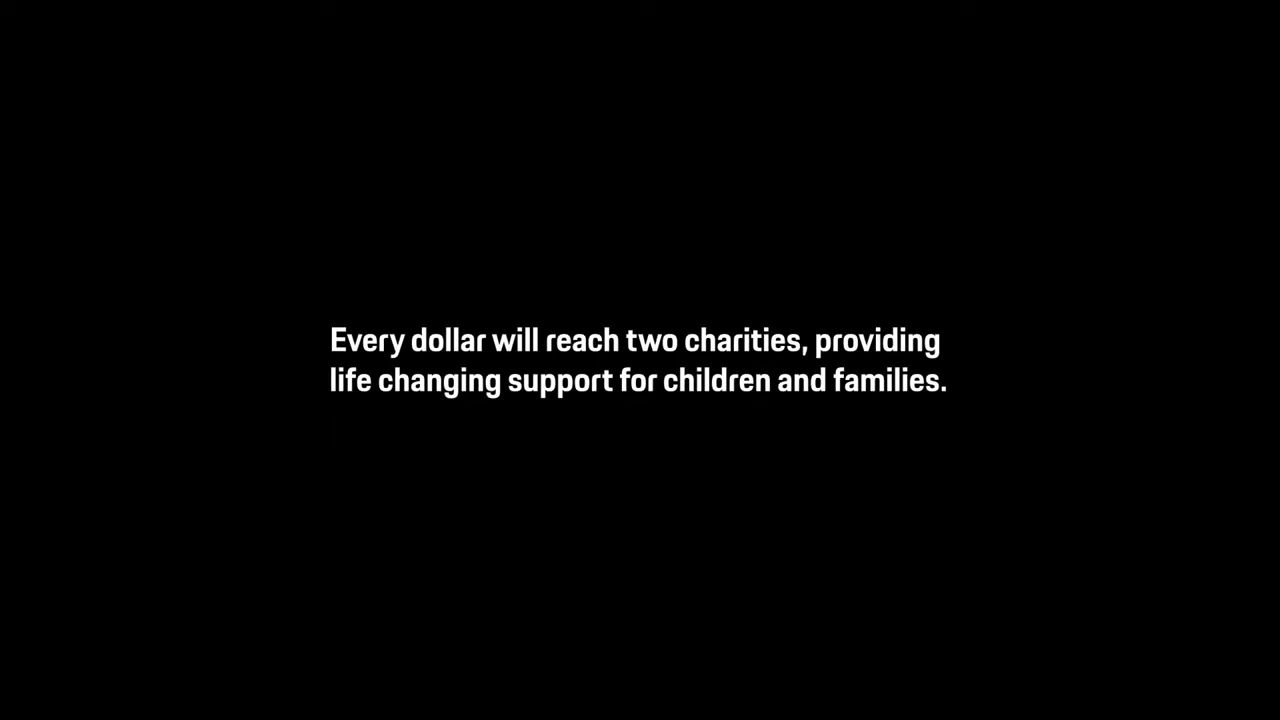 Every dollar will reach two charities, providing
life changing support for children and families.